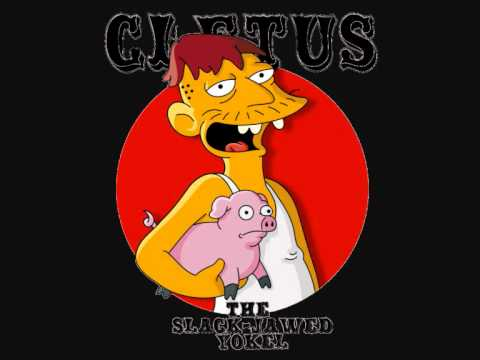 CLETUS
THE
SLACK-JAWED
YOKEL